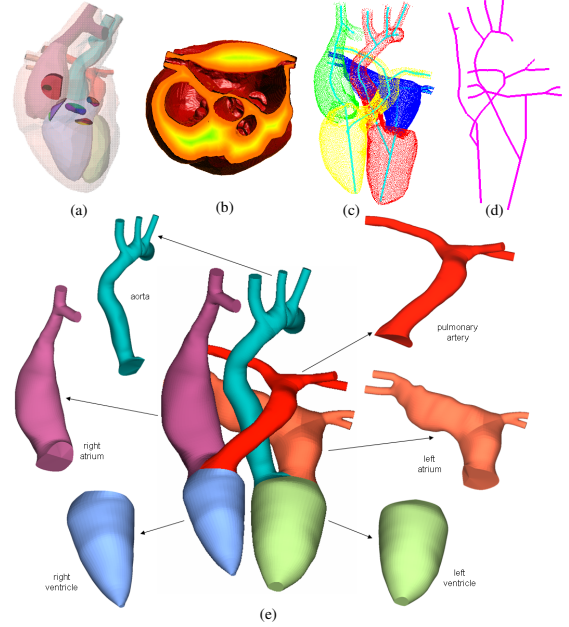 (a)
(b)
(c)
(d)
aorta
pulmonary
artery
right
atrium
left
atrium
right
ventricle
left
ventricle
(e)